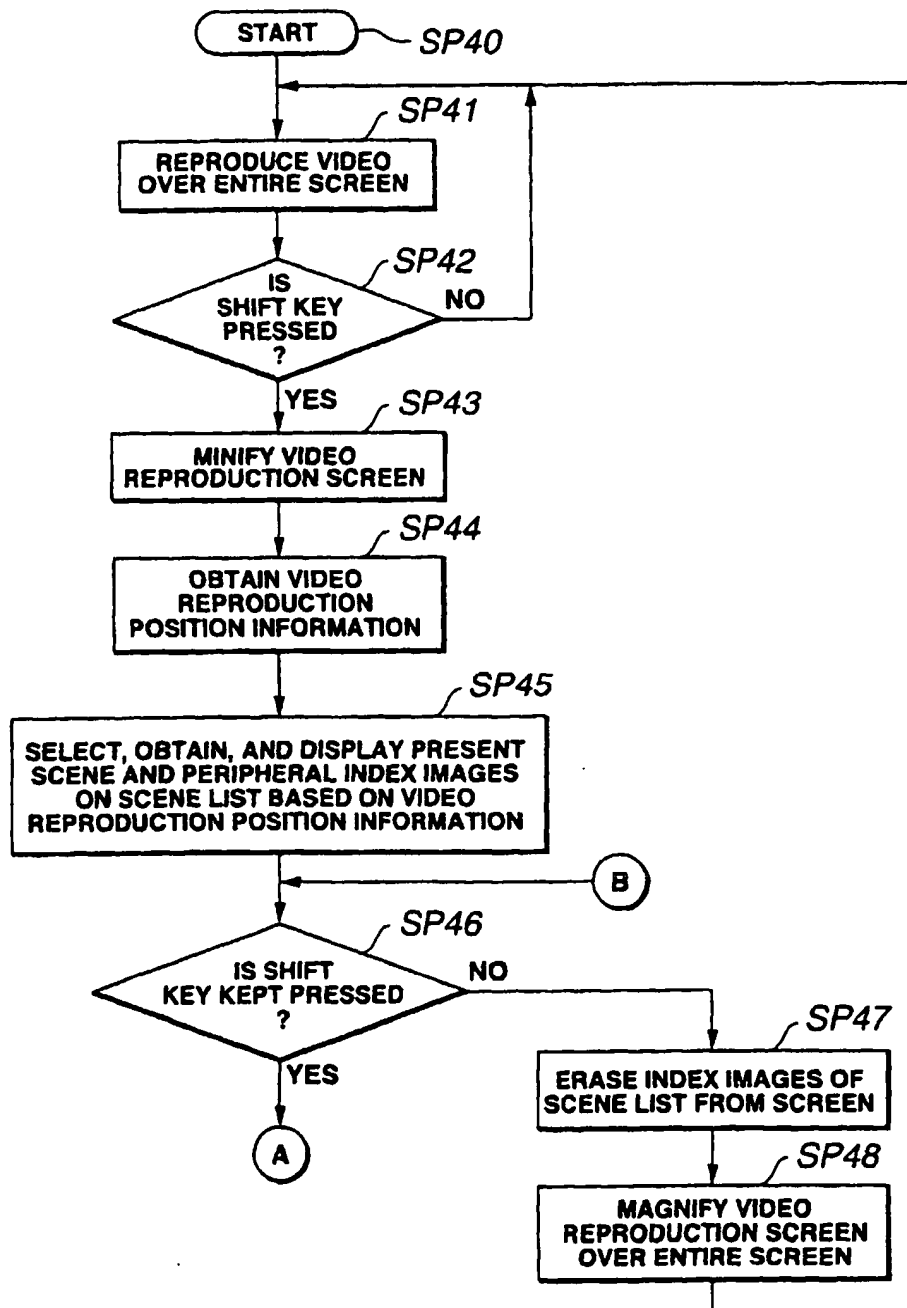 START
SP40
SP41
REPRODUCE VIDEO
OVER ENTIRE SCREEN
SP42
IS
SHIFT KEY
PRESSED
?
NO
YES
SP43
MINIFY VIDEO
REPRODUCTION SCREEN
SP44
OBTAIN VIDEO
REPRODUCTION
POSITION INFORMATION
SP45
SELECT, OBTAIN, AND DISPLAY PRESENT
SCENE AND PERIPHERAL INDEX IMAGES
ON SCENE LIST BASED ON VIDEO
REPRODUCTION POSITION INFORMATION
B
SP46
IS SHIFT
KEY KEPT PRESSED
?
NO
YES
A
SP47
ERASE INDEX IMAGES OF
SCENE LIST FROM SCREEN
SP48
MAGNIFY VIDEO
REPRODUCTION SCREEN
OVER ENTIRE SCREEN